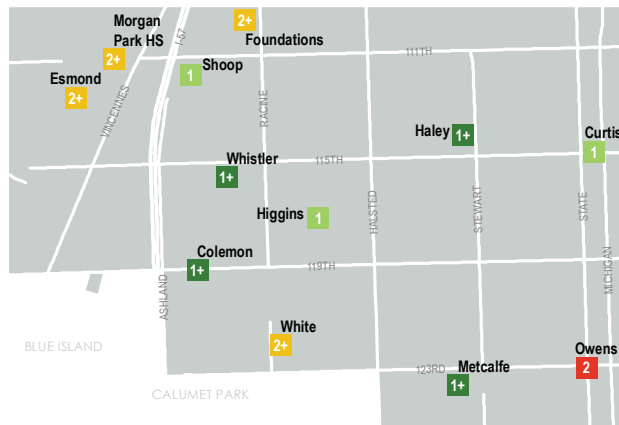 Morgan
Park HS
2+
I-57
2+
Foundations
111TH
Esmond
2+
Shoop
1
VINCENNES
RACINE
Haley
1+
Curtis
1
Whistler
1+
115TH
Higgins
1
HALSTED
STEWART
STATE
MICHIGAN
Colemon
1+
119TH
ASHLAND
White
2+
BLUE ISLAND
CALUMET PARK
123RD
Metcalfe
1+
Owens
2